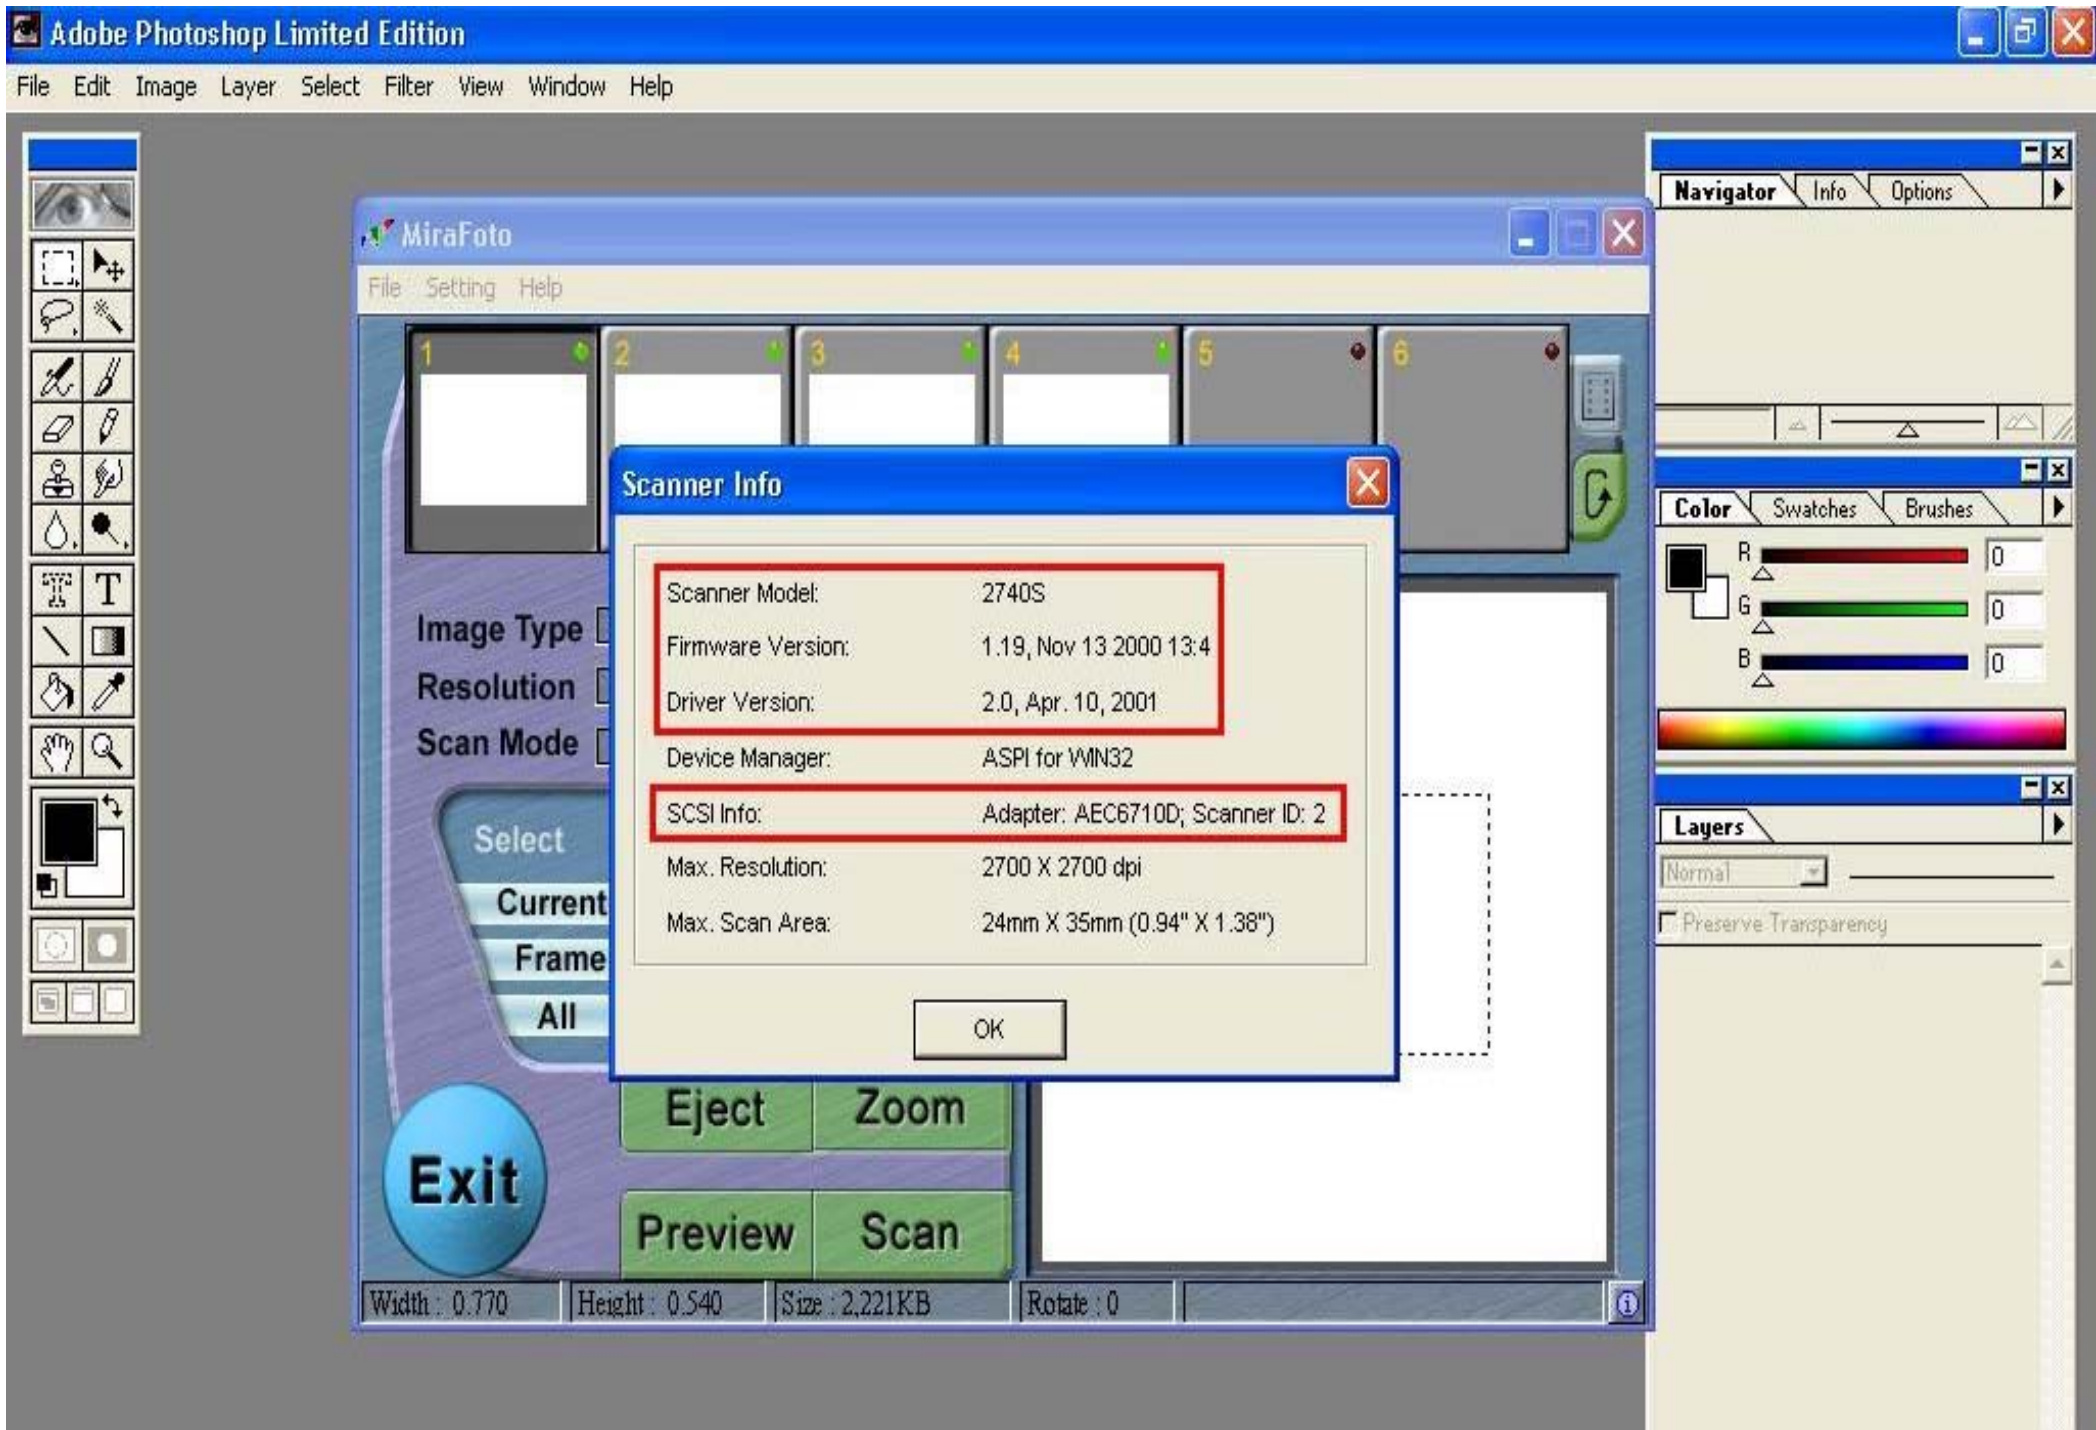 Adobe Photoshop Limited Edition
File Edit Image Layer Select Filter View Window Help
Navigator Info Options
MiraFoto
File Setting Help
1 2 3 4 5 6
Scanner Info
Color Swatches Brushes
R 0
G 0
B 0
Scanner Model: 2740S
Firmware Version: 1.19, Nov 13 2000 13:4
Driver Version: 2.0, Apr. 10, 2001
Device Manager: ASPI for WIN32
SCSI Info: Adapter: AEC6710D; Scanner ID: 2
Max. Resolution: 2700 X 2700 dpi
Max. Scan Area: 24mm X 35mm (0.94" X 1.38")
OK
Image Type
Resolution
Scan Mode
Select
Current
Frame
All
Eject Zoom
Exit
Preview Scan
Width : 0.770 Height : 0.540 Size : 2,221KB Rotate : 0
Layers
Normal
Preserve Transparency
T T